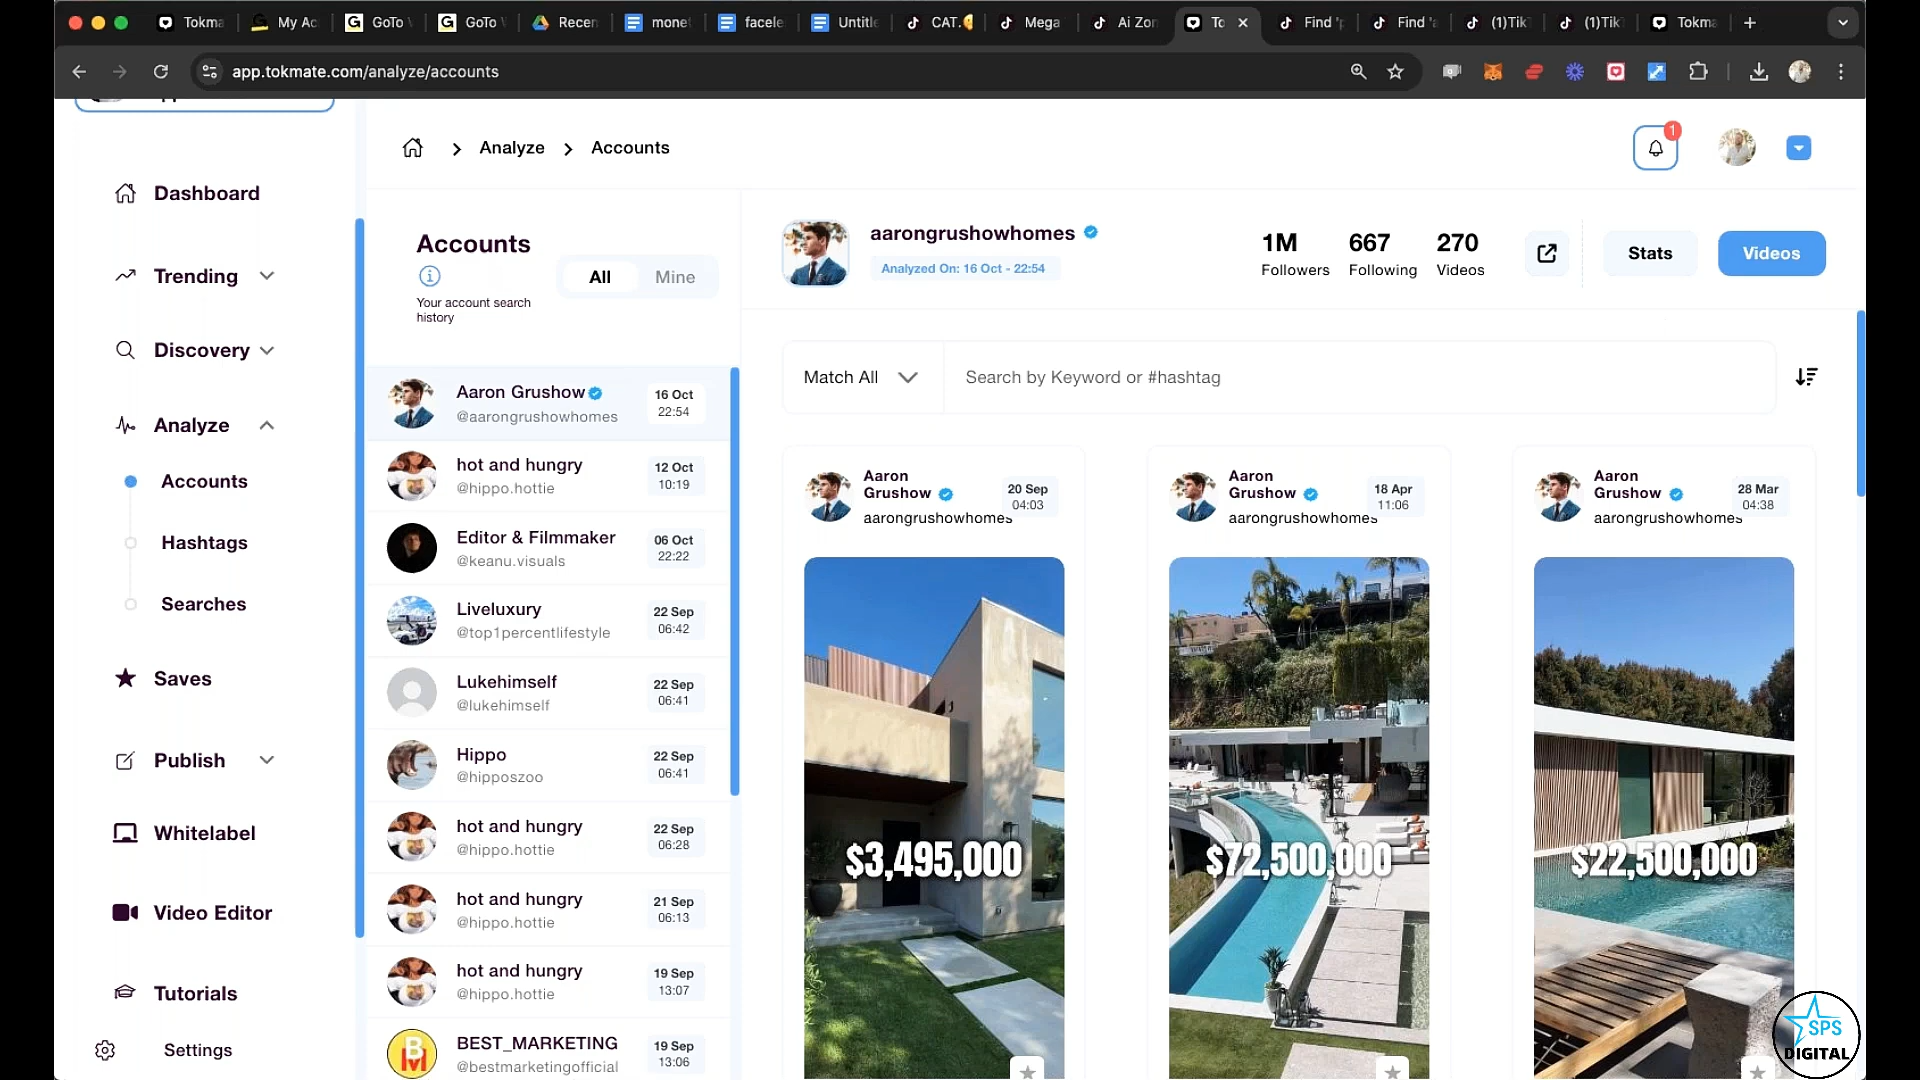 Tokma
My Ac
GoTo
GoTo
Recen
monet
facele
Untitle
CAT.
Mega
Ai Zon
To
Find 'p
Find 'a
(1)TikT
(1)TikT
Tokma
app.tokmate.com/analyze/accounts
Analyze
Accounts
1
Dashboard
Trending
Discovery
Analyze
Accounts
Hashtags
Searches
Saves
Publish
Whitelabel
Video Editor
Tutorials
Settings
Accounts
Your account search
history
All
Mine
Aaron Grushow
@aarongrushowhomes
16 Oct
22:54
hot and hungry
@hippo.hottie
12 Oct
10:19
Editor & Filmmaker
@keanu.visuals
06 Oct
22:22
Liveluxury
@top1percentlifestyle
22 Sep
06:42
Lukehimself
@lukehimself
22 Sep
06:41
Hippo
@hipposzoo
22 Sep
06:41
hot and hungry
@hippo.hottie
22 Sep
06:28
hot and hungry
@hippo.hottie
21 Sep
06:13
hot and hungry
@hippo.hottie
19 Sep
13:07
BEST_MARKETING
@bestmarketingofficial
19 Sep
13:06
BM
aarongrushowhomes
Analyzed On: 16 Oct - 22:54
1M
Followers
667
Following
270
Videos
Stats
Videos
Match All
Search by Keyword or #hashtag
Aaron
Grushow
aarongrushowhomes
20 Sep
04:03
$3,495,000
Aaron
Grushow
aarongrushowhomes
18 Apr
11:06
$72,500,000
Aaron
Grushow
aarongrushowhomes
28 Mar
04:38
$22,500,000
SPS
DIGITAL